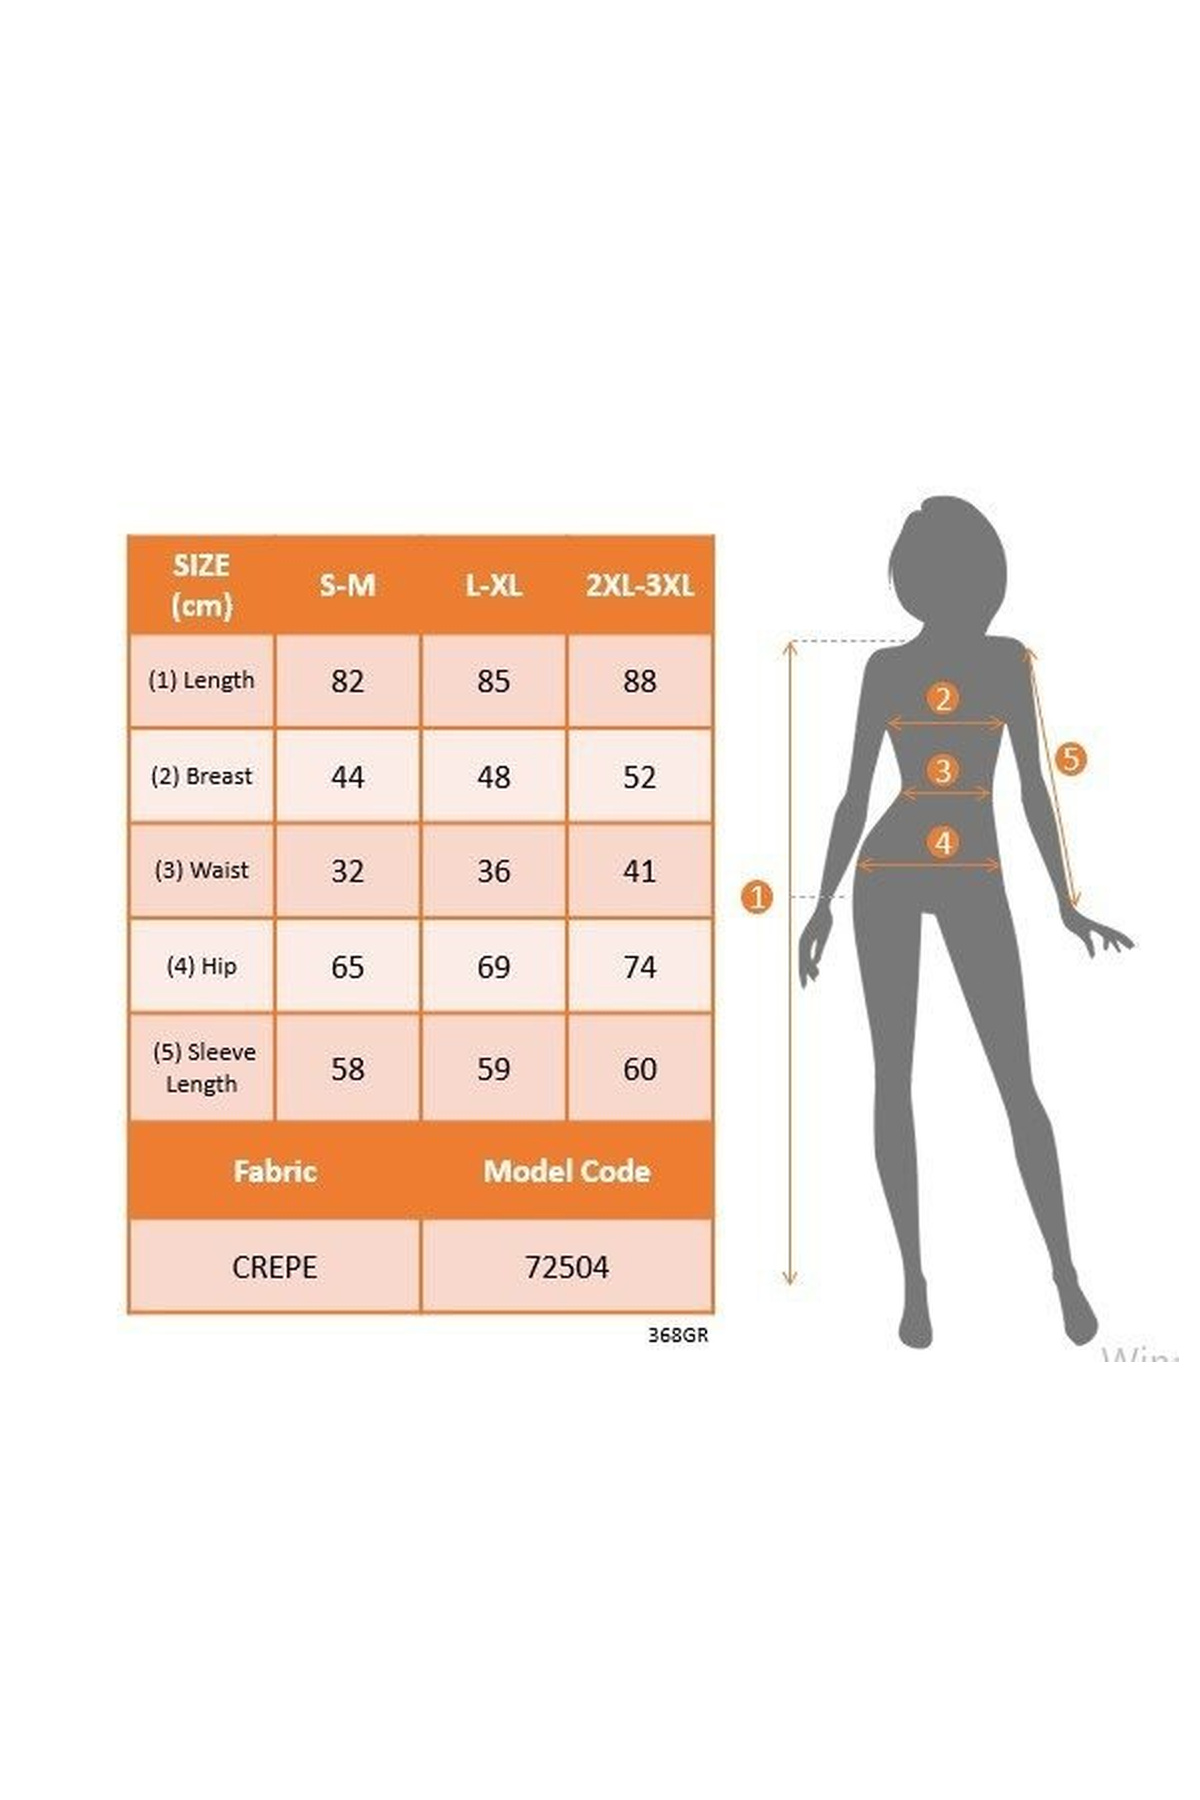 SIZE
(cm)
S-M
L-XL
2XL-3XL
(1) Length
82
85
88
(2) Breast
44
48
52
(3) Waist
32
36
41
(4) Hip
65
69
74
(5) Sleeve
Length
58
59
60
Fabric
Model Code
CREPE
72504
368GR
2
3
5
4
1